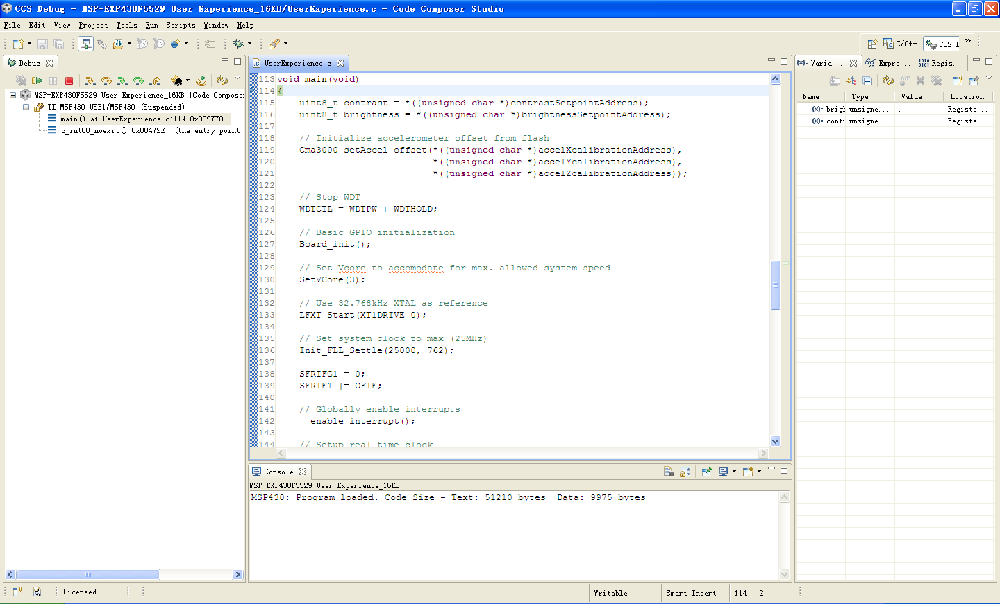 CCS Debug - MSP-EXP430F5529 User Experience_16KB/UserExperience.c - Code Composer Studio
File Edit View Project Tools Run Scripts Window Help
C/C++ CCS D »
Debug
MSP-EXP430F5529 User Experience_16KB [Code Compose:
TI MSP430 USB1/MSP430 (Suspended)
main() at UserExperience.c:114 0x009770
c_int00_noexit() 0x00472E (the entry point
UserExperience.c
113 void main(void)
114 {
115 uint8_t contrast = *((unsigned char *)contrastSetpointAddress);
116 uint8_t brightness = *((unsigned char *)brightnessSetpointAddress);
117
118 // Initialize accelerometer offset from flash
119 Cma3000_setAccel_offset(*((unsigned char *)accelXcalibrationAddress),
120 *((unsigned char *)accelYcalibrationAddress),
121 *((unsigned char *)accelZcalibrationAddress));
122
123 // Stop WDT
124 WDTCTL = WDTPW + WDTHOLD;
125
126 // Basic GPIO initialization
127 Board_init();
128
129 // Set Vcore to accomodate for max. allowed system speed
130 SetVCore(3);
131
132 // Use 32.768kHz XTAL as reference
133 LFXT_Start(XT1DRIVE_0);
134
135 // Set system clock to max (25MHz)
136 Init_FLL_Settle(25000, 762);
137
138 SFRIFG1 = 0;
139 SFRIE1 |= OFIE;
140
141 // Globally enable interrupts
142 __enable_interrupt();
143
144 // Setup real time clock
Console
MSP-EXP430F5529 User Experience_16KB
MSP430: Program loaded. Code Size - Text: 51210 bytes Data: 9975 bytes
(x)= Varia... Expre... 1010 0101 Regis...
Name Type Value Location
(x)= brigl unsigne... . Registe...
(x)= contr unsigne... . Registe...
Licensed
Writable Smart Insert 114 : 2